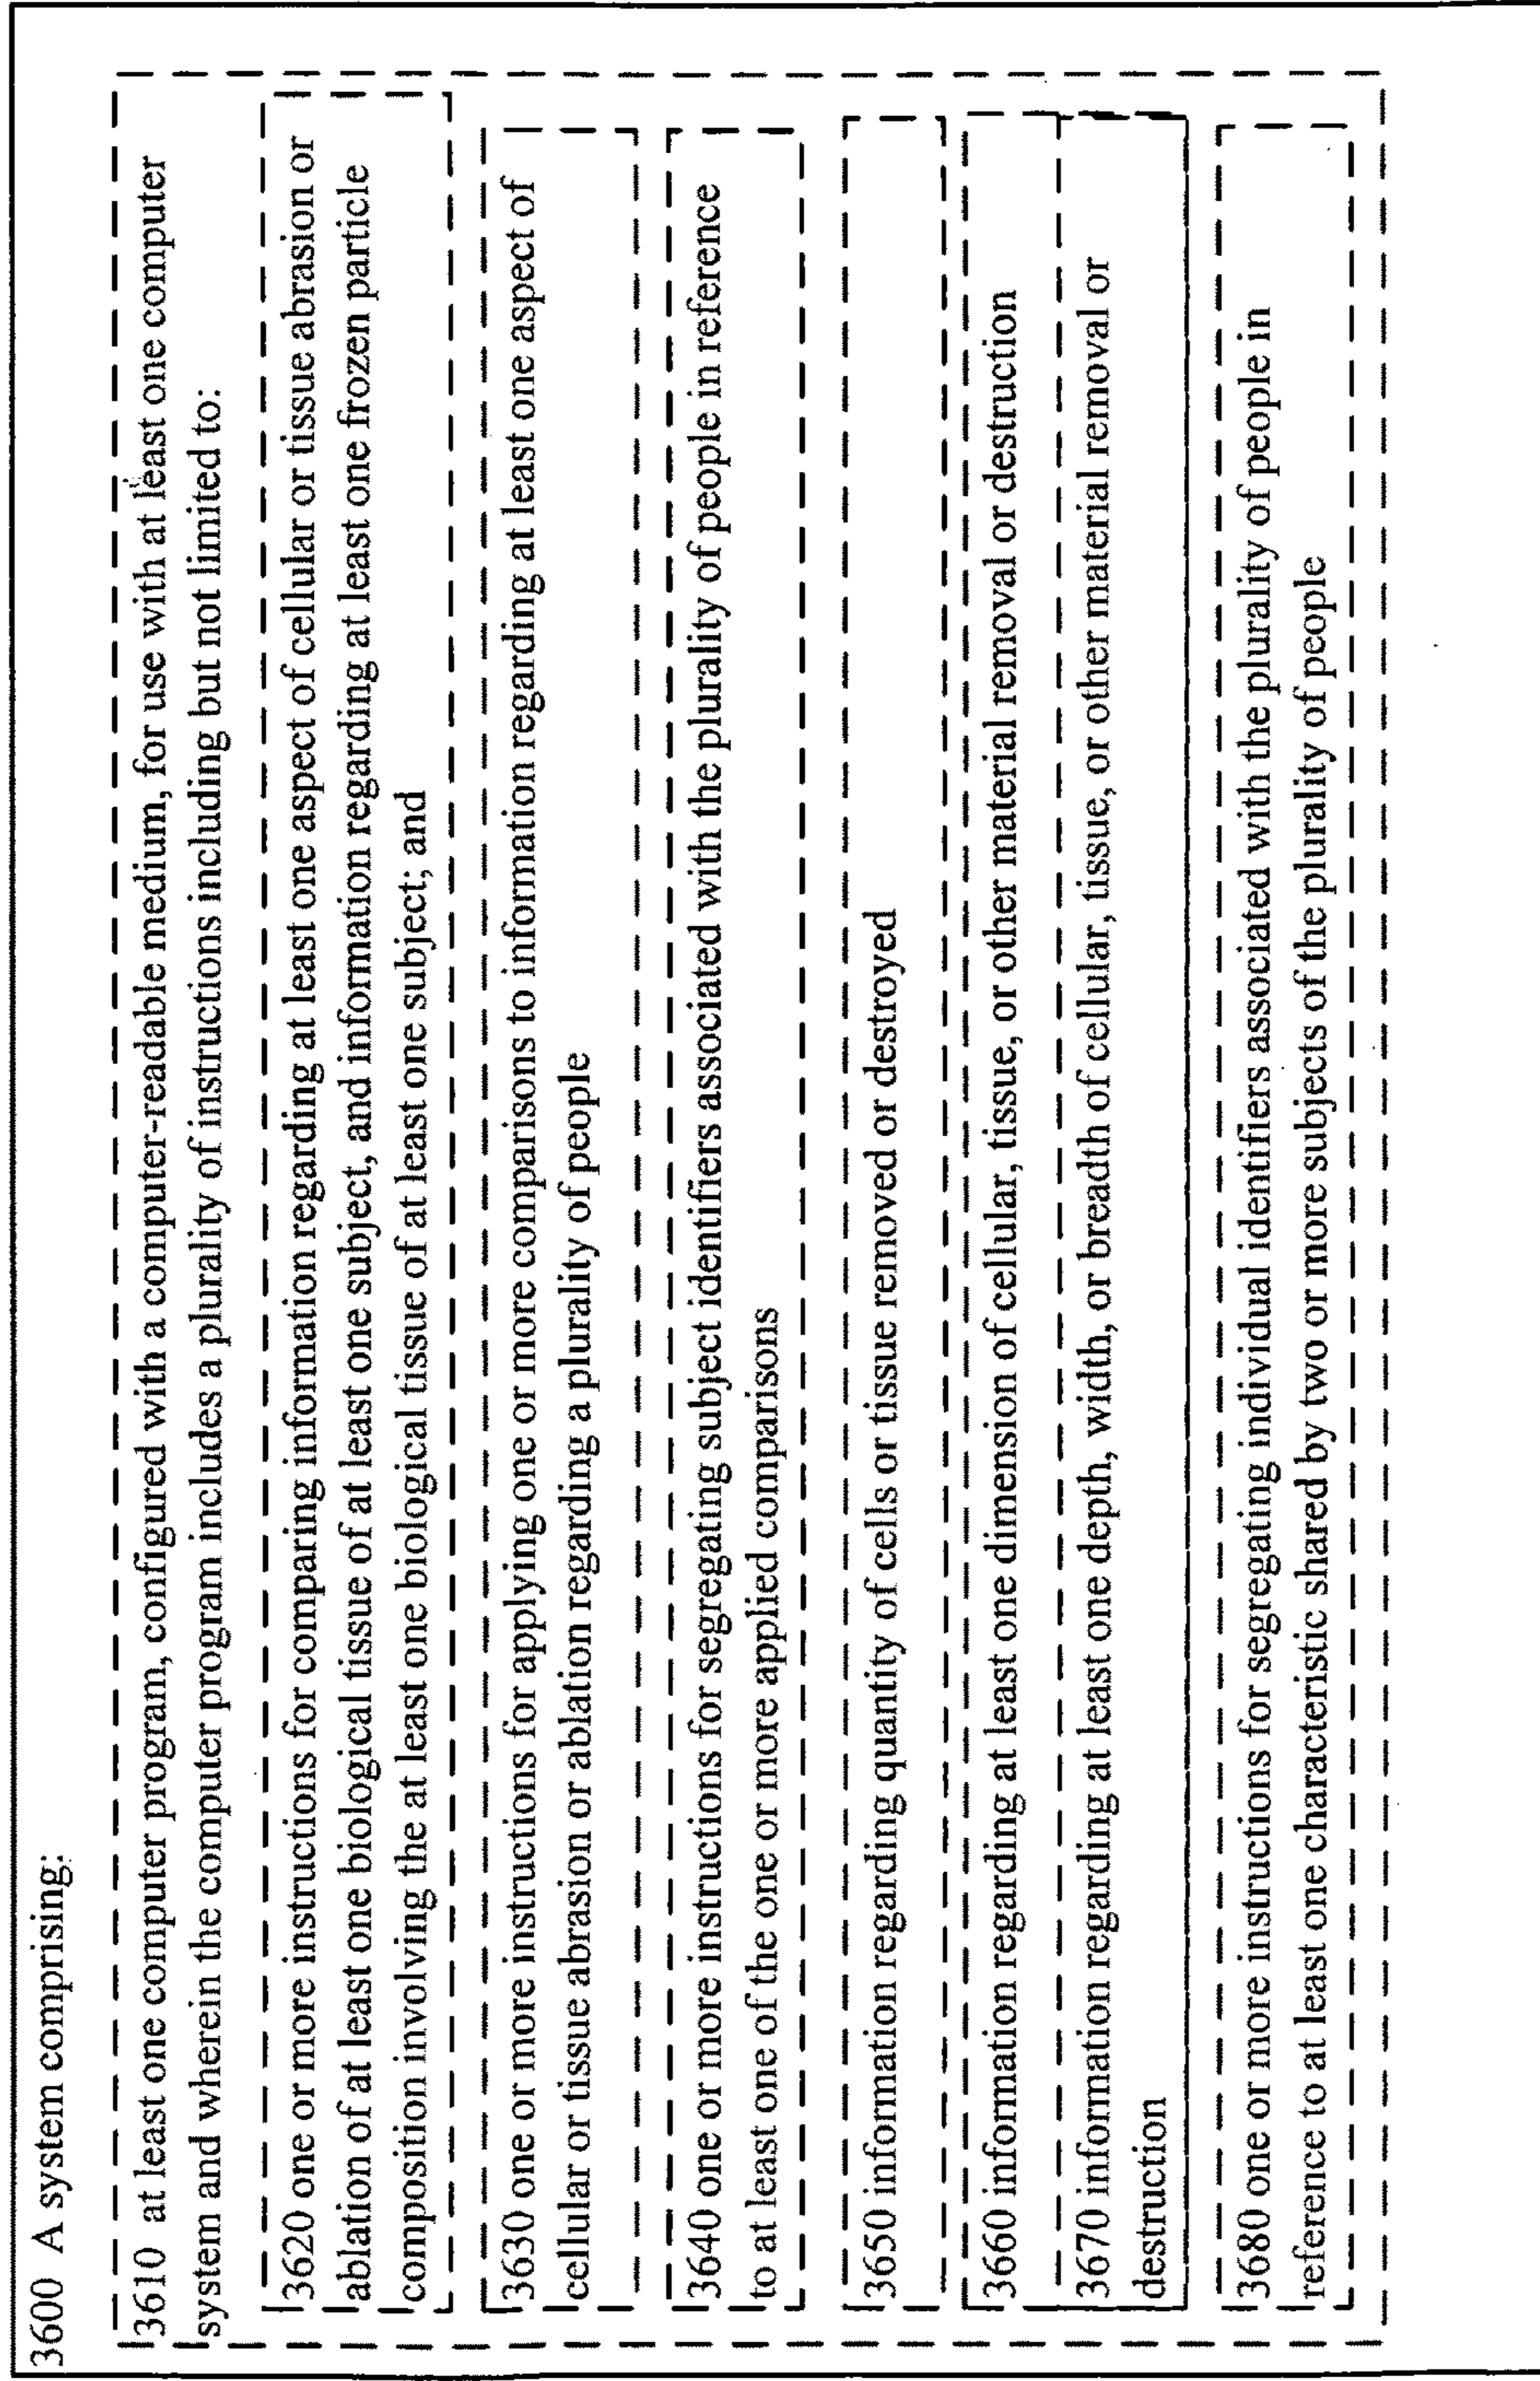 3600 A system comprising:
3610 at least one computer program, configured with a computer-readable medium, for use with at least one computer
system and wherein the computer program includes a plurality of instructions including but not limited to:
3620 one or more instructions for comparing information regarding at least one aspect of cellular or tissue abrasion or
ablation of at least one biological tissue of at least one subject, and information regarding at least one frozen particle
composition involving the at least one biological tissue of at least one subject; and
3630 one or more instructions for applying one or more comparisons to information regarding at least one aspect of
cellular or tissue abrasion or ablation regarding a plurality of people
3640 one or more instructions for segregating subject identifiers associated with the plurality of people in reference
to at least one of the one or more applied comparisons
3650 information regarding quantity of cells or tissue removed or destroyed
3660 information regarding at least one dimension of cellular, tissue, or other material removal or destruction
3670 information regarding at least one depth, width, or breadth of cellular, tissue, or other material removal or
destruction
3680 one or more instructions for segregating individual identifiers associated with the plurality of people in
reference to at least one characteristic shared by two or more subjects of the plurality of people